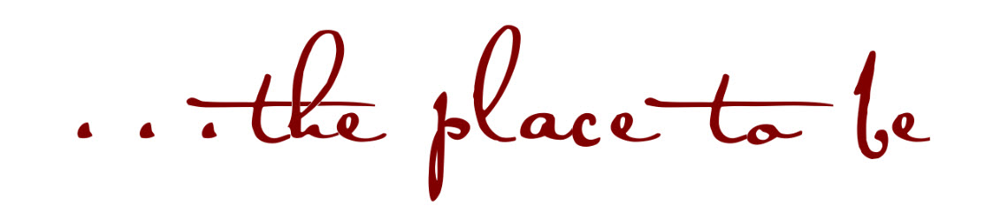 ...the place to be